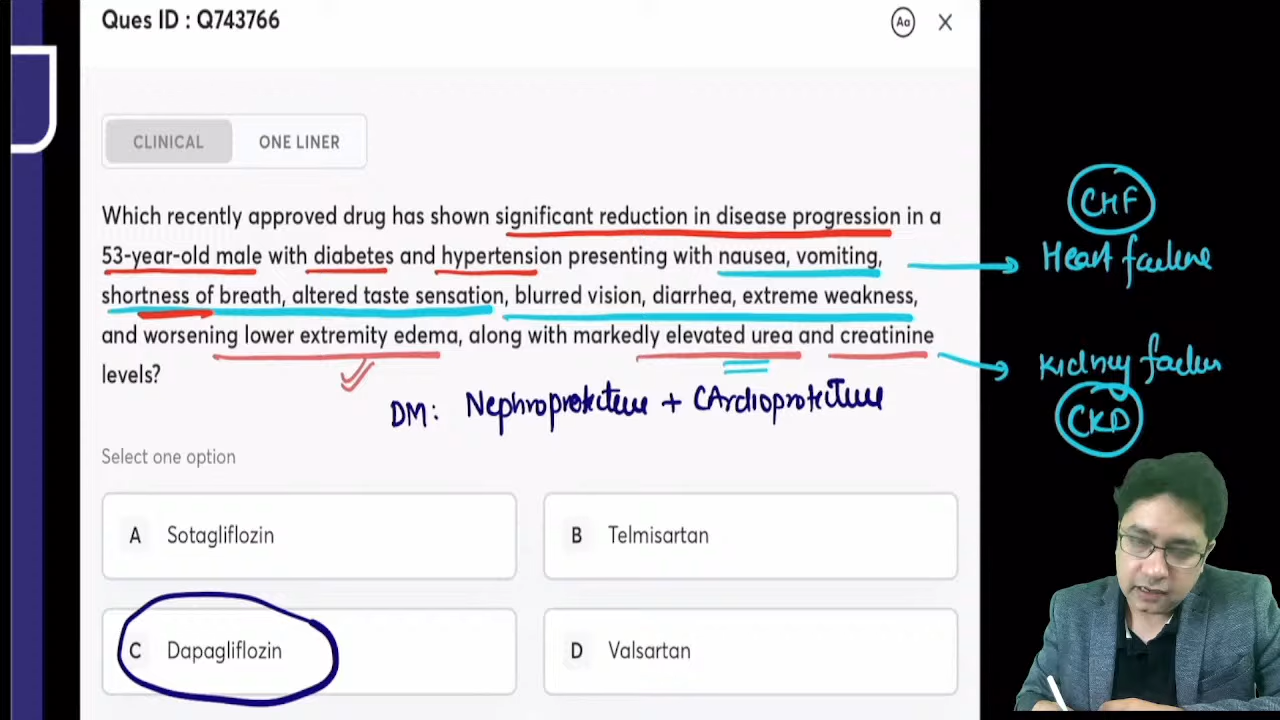 Ques ID : Q743766
Aa
CLINICAL ONE LINER
Which recently approved drug has shown significant reduction in disease progression in a
53-year-old male with diabetes and hypertension presenting with nausea, vomiting,
shortness of breath, altered taste sensation, blurred vision, diarrhea, extreme weakness,
and worsening lower extremity edema, along with markedly elevated urea and creatinine
levels?
CHF
Heart failure
Kidney failure
CKD
DM: Nephroprotective + CArdioprotective
Select one option
A Sotagliflozin
B Telmisartan
C Dapagliflozin
D Valsartan